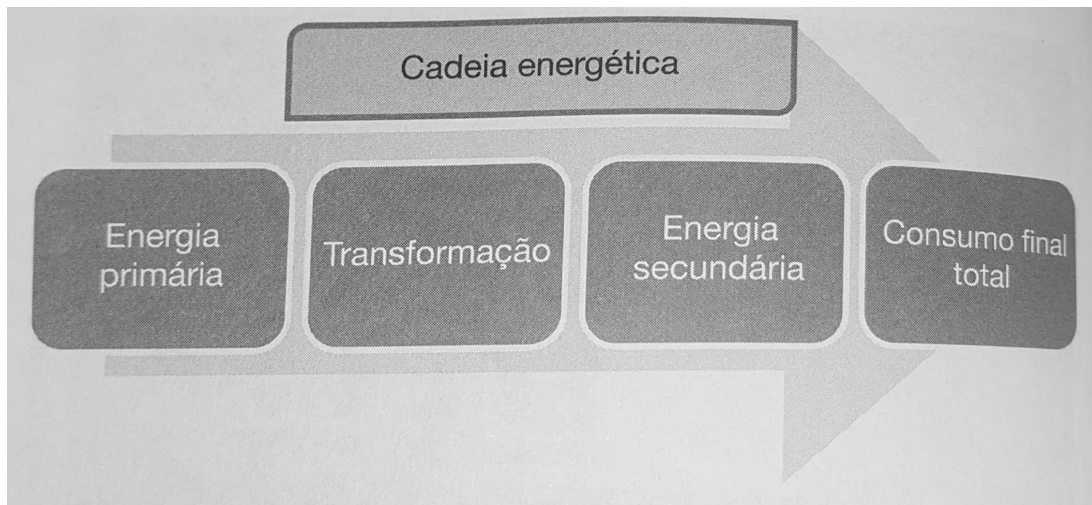 Cadeia energética
Energia
primária
Transformação
Energia
secundária
Consumo final
total